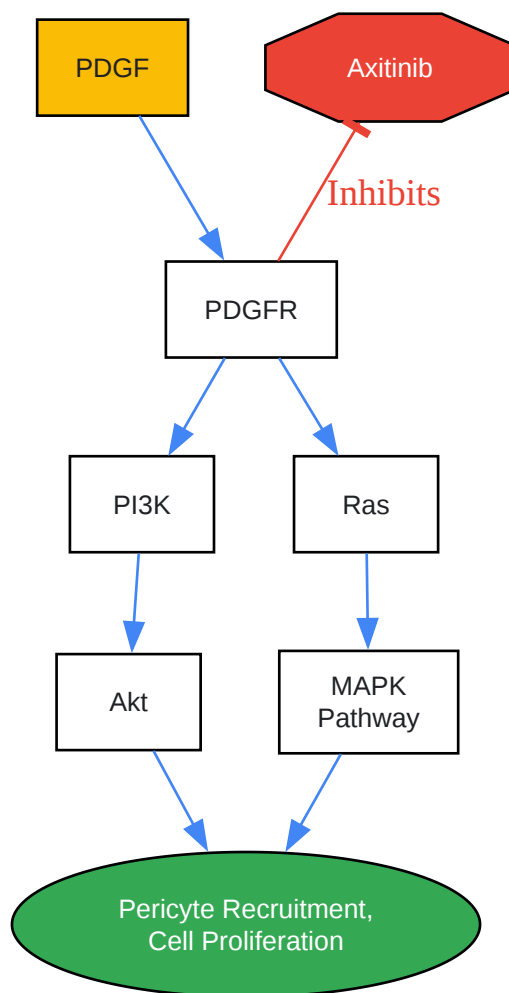 PDGF
Axitinib
Inhibits
PDGFR
PI3K
Ras
Akt
MAPK
Pathway
Pericyte Recruitment,
Cell Proliferation